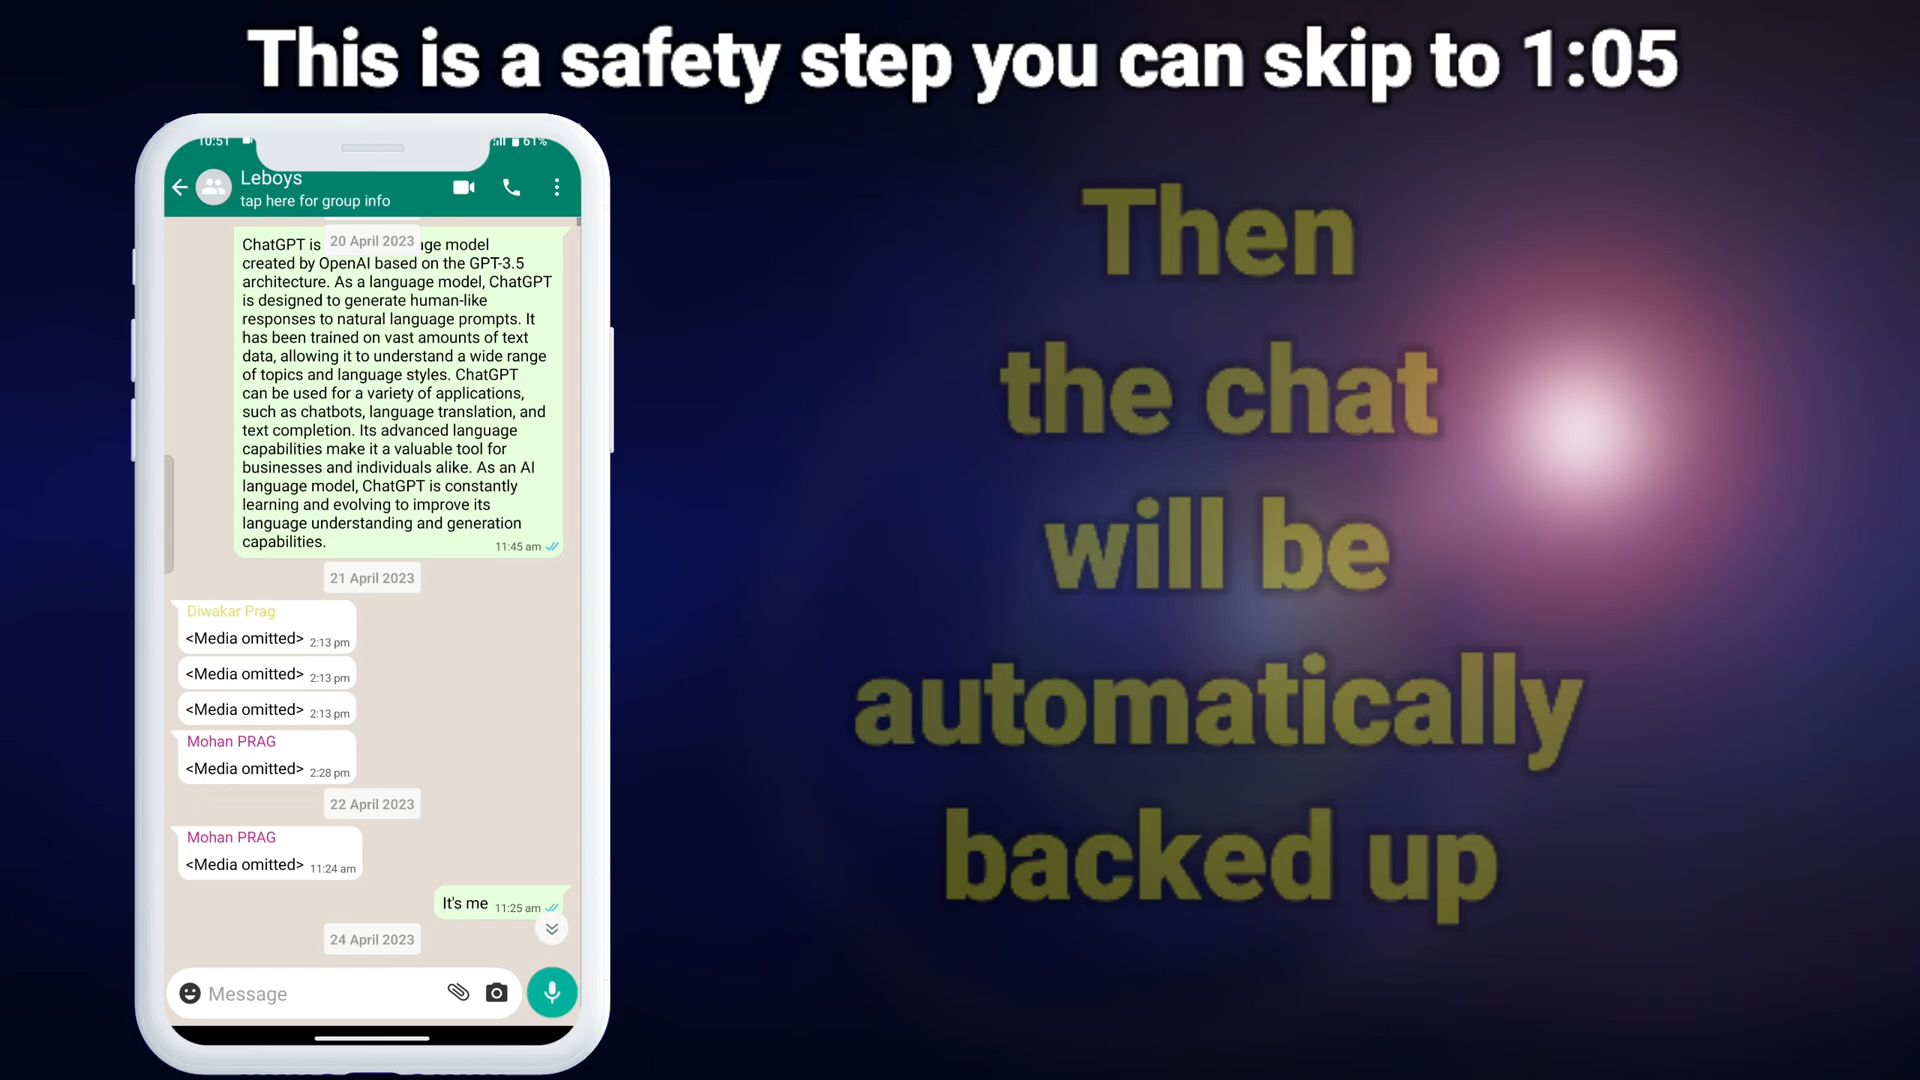 This is a safety step you can skip to 1:05
10:51
61%
Leboys
tap here for group info
20 April 2023
ChatGPT is ge model
created by OpenAI based on the GPT-3.5
architecture. As a language model, ChatGPT
is designed to generate human-like
responses to natural language prompts. It
has been trained on vast amounts of text
data, allowing it to understand a wide range
of topics and language styles. ChatGPT
can be used for a variety of applications,
such as chatbots, language translation, and
text completion. Its advanced language
capabilities make it a valuable tool for
businesses and individuals alike. As an AI
language model, ChatGPT is constantly
learning and evolving to improve its
language understanding and generation
capabilities.
11:45 am
21 April 2023
Diwakar Prag
<Media omitted> 2:13 pm
<Media omitted> 2:13 pm
<Media omitted> 2:13 pm
Mohan PRAG
<Media omitted> 2:28 pm
22 April 2023
Mohan PRAG
<Media omitted> 11:24 am
It's me 11:25 am
24 April 2023
Message
Then
the chat
will be
automatically
backed up